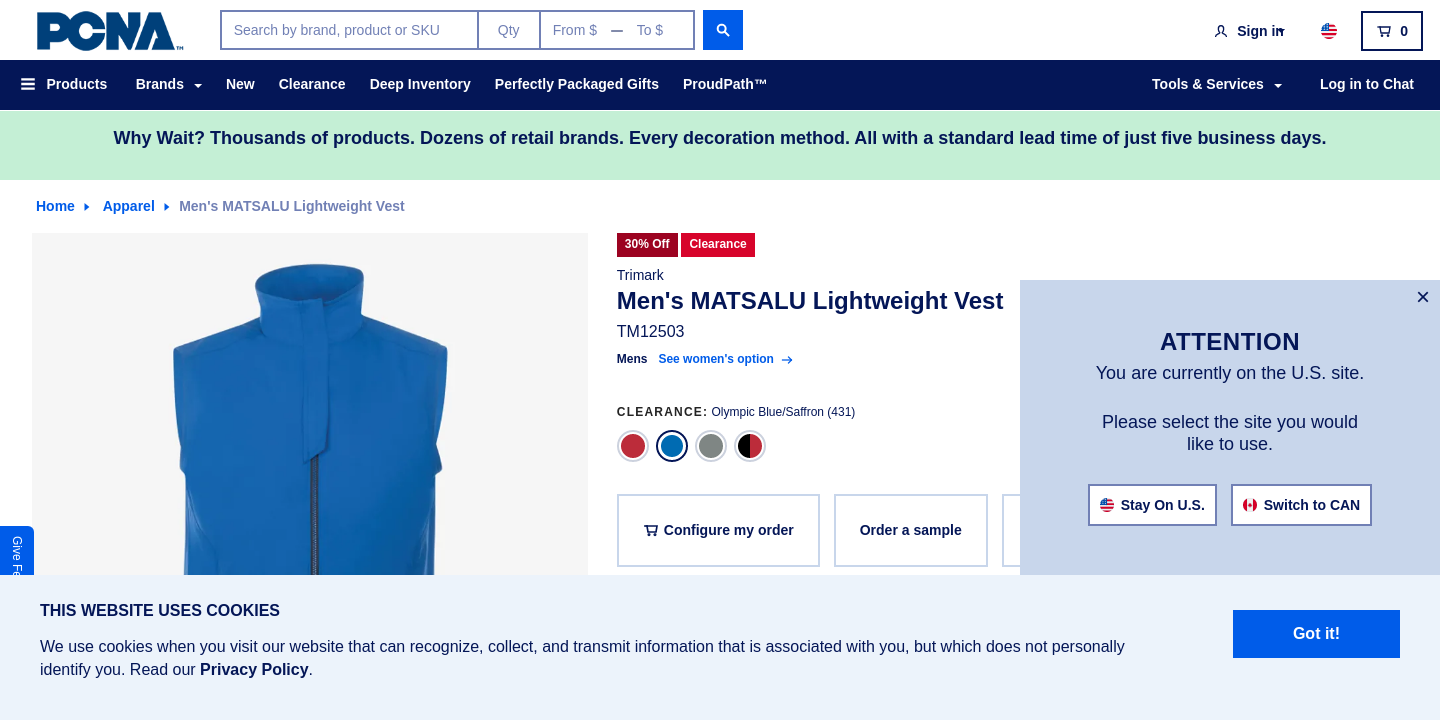 PCNA™
Search by brand, product or SKU
Qty
From $ — To $
Sign in
0
Products
Brands
New
Clearance
Deep Inventory
Perfectly Packaged Gifts
ProudPath™
Tools & Services
Log in to Chat
Why Wait? Thousands of products. Dozens of retail brands. Every decoration method. All with a standard lead time of just five business days.
Home
Apparel
Men's MATSALU Lightweight Vest
30% Off
Clearance
Trimark
Men's MATSALU Lightweight Vest
TM12503
Mens See women's option
CLEARANCE: Olympic Blue/Saffron (431)
Configure my order
Order a sample
ATTENTION
You are currently on the U.S. site.
Please select the site you would
like to use.
Stay On U.S.
Switch to CAN
Give Fe
THIS WEBSITE USES COOKIES
We use cookies when you visit our website that can recognize, collect, and transmit information that is associated with you, but which does not personally
identify you. Read our Privacy Policy.
Got it!